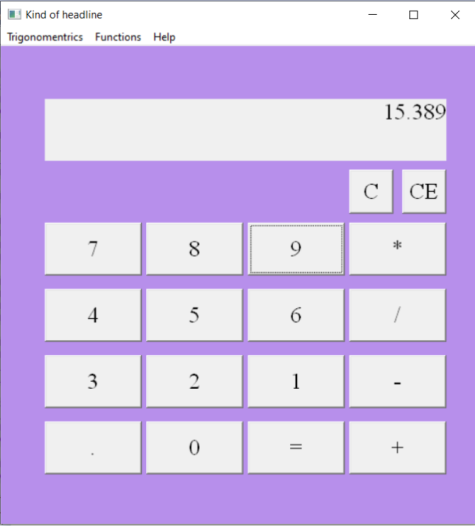 Kind of headline
Trigonomentrics Functions Help
15.389
C CE
7 8 9 *
4 5 6 /
3 2 1 -
. 0 = +